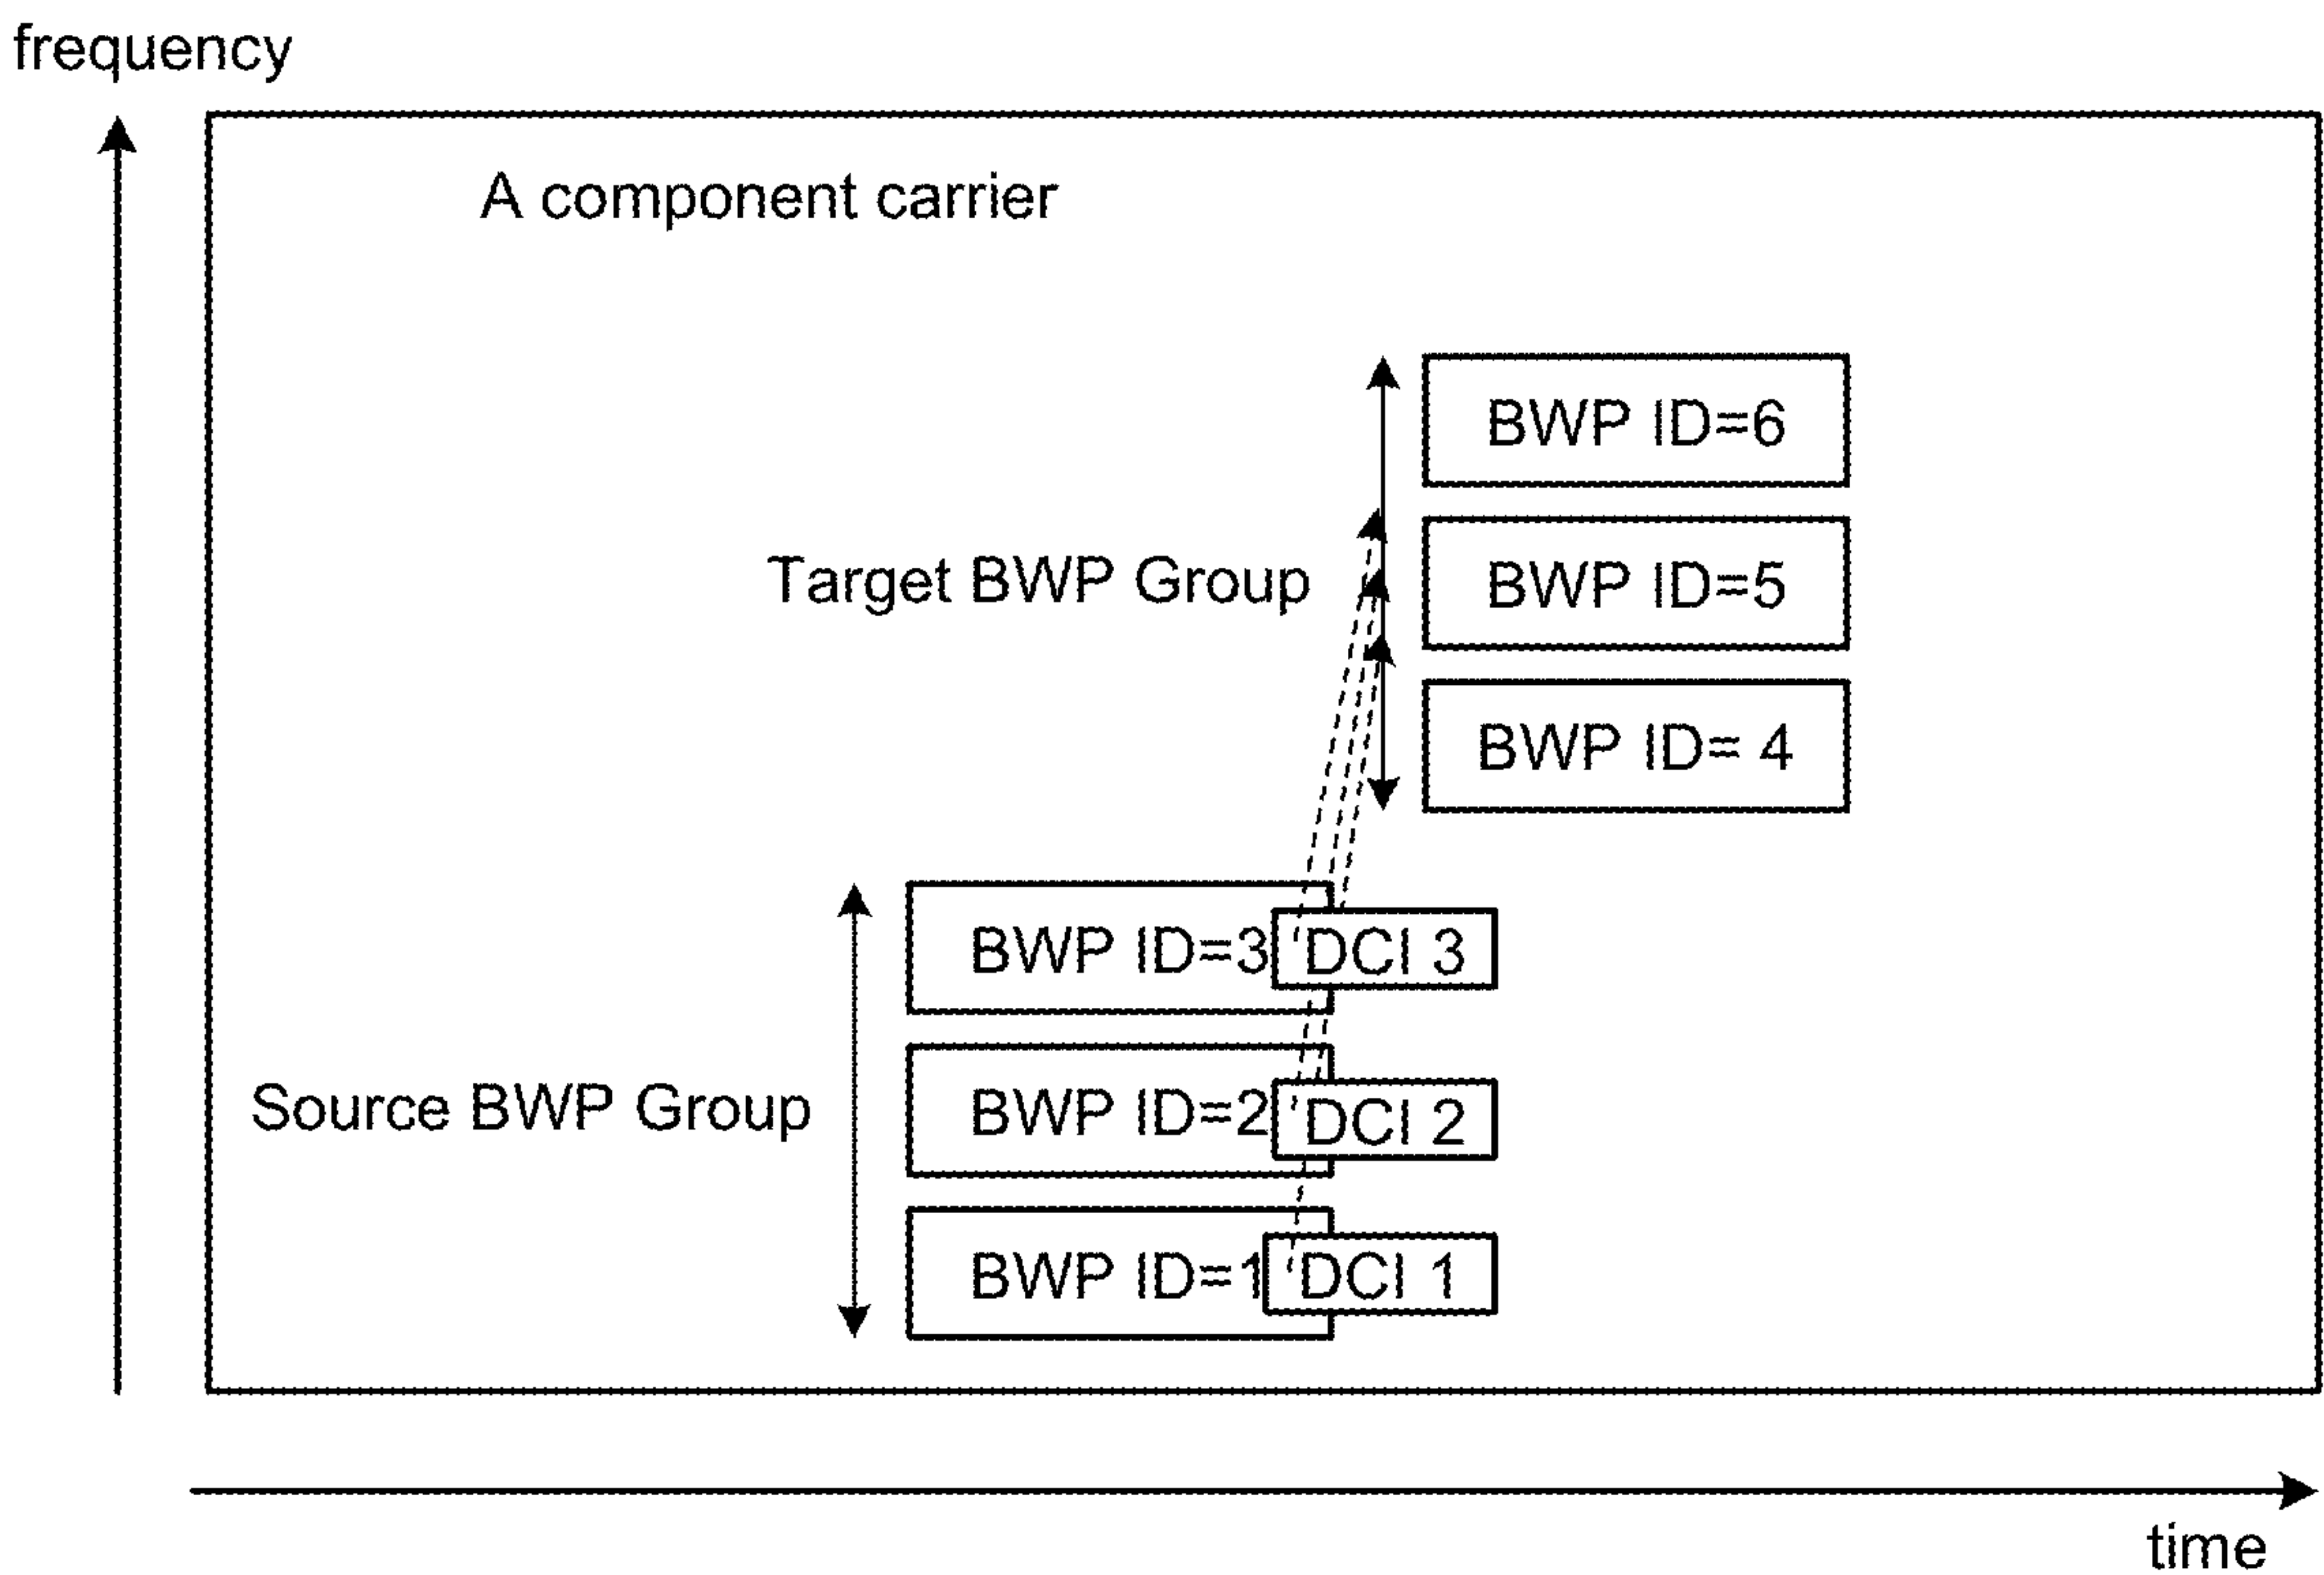 frequency
A component carrier
BWP ID=6
Target BWP Group
BWP ID=5
BWP ID= 4
BWP ID=3
DCI 3
Source BWP Group
BWP ID=2
DCI 2
BWP ID=1
DCI 1
time